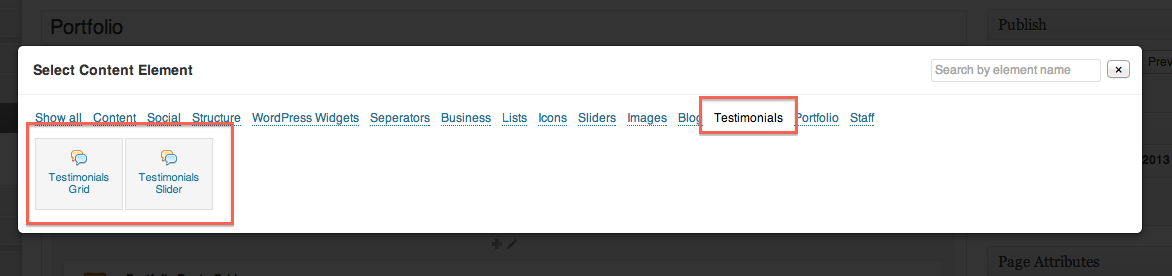 Portfolio
Publish
Select Content Element
Search by element name
×
Prev
Show all Content Social Structure WordPress Widgets Seperators Business Lists Icons Sliders Images Blog Testimonials Portfolio Staff
2013
Testimonials
Grid
Testimonials
Slider
Page Attributes